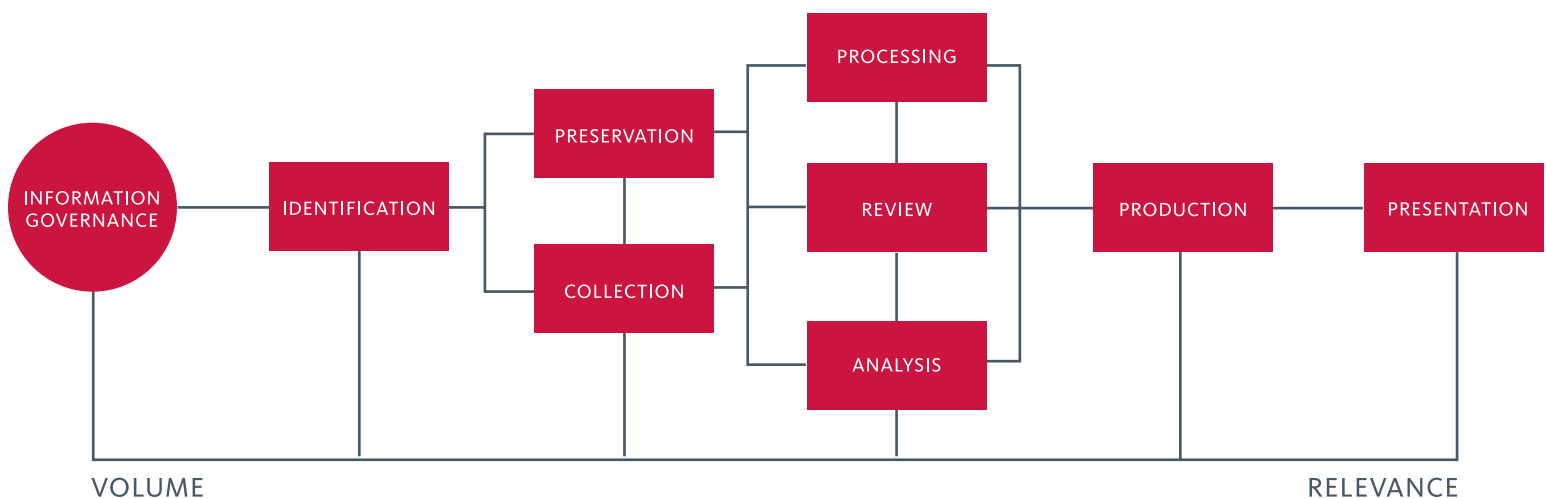 INFORMATION
GOVERNANCE
IDENTIFICATION
PRESERVATION
COLLECTION
PROCESSING
REVIEW
ANALYSIS
PRODUCTION
PRESENTATION
VOLUME
RELEVANCE